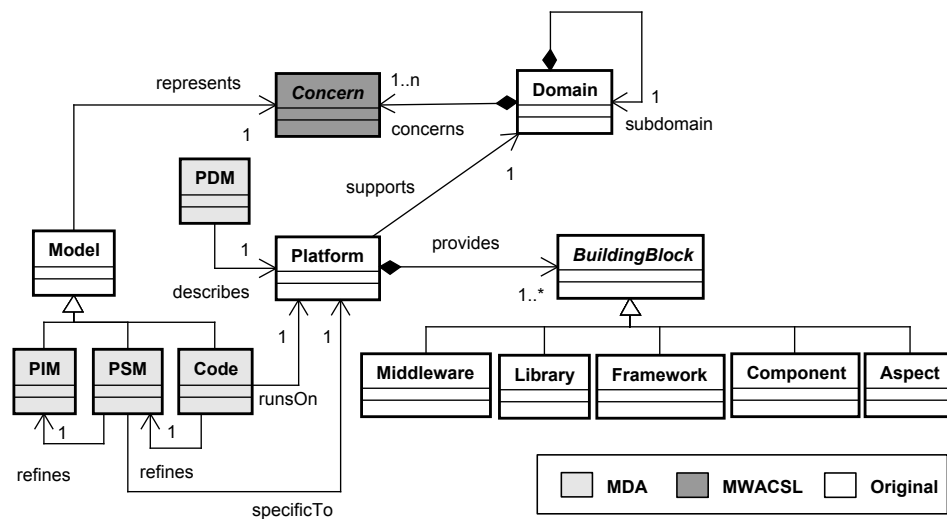 represents
Concern
1..n
Domain
1
concerns
1
subdomain
PDM
supports
1
Model
1
Platform
provides
BuildingBlock
describes
1..*
1
1
PIM
PSM
Code
runsOn
Middleware
Library
Framework
Component
Aspect
1
1
refines
refines
specificTo
MDA
MWACSL
Original